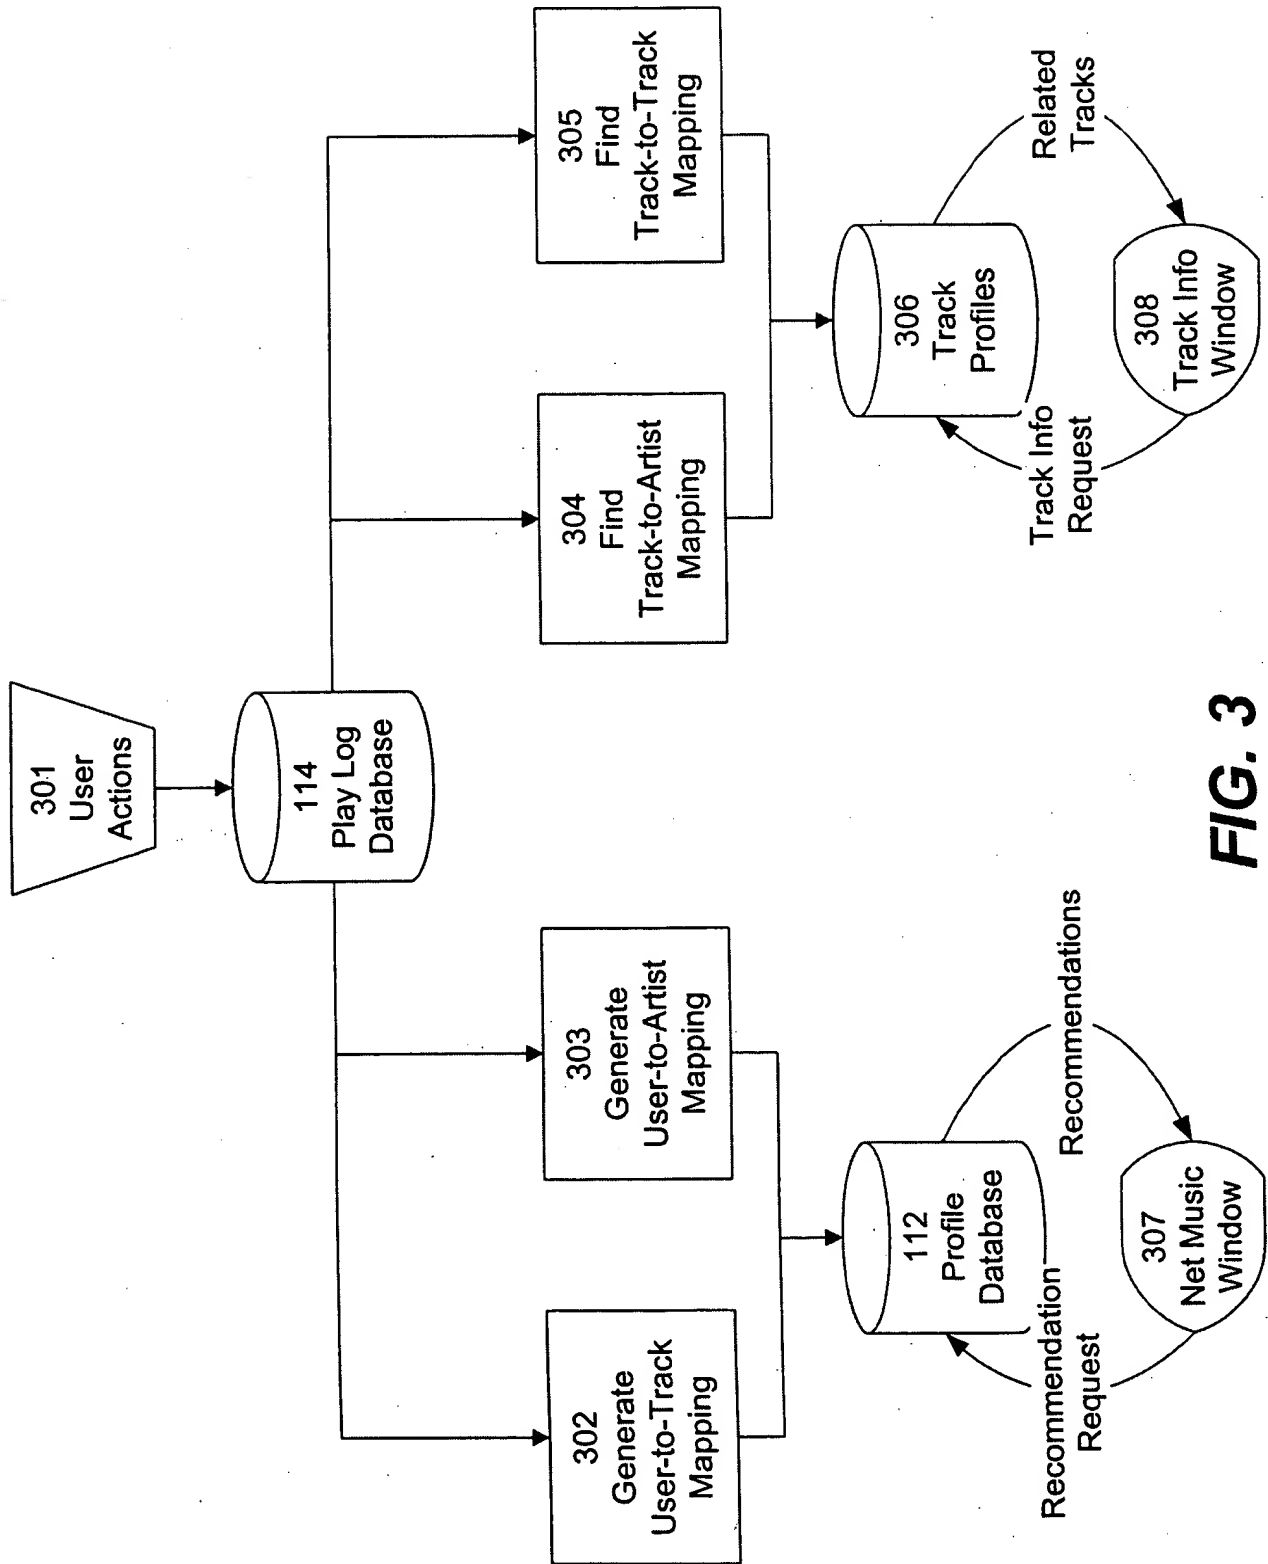 301
User
Actions
114
Play Log
Database
302
Generate
User-to-Track
Mapping
303
Generate
User-to-Artist
Mapping
304
Find
Track-to-Artist
Mapping
305
Find
Track-to-Track
Mapping
112
Profile
Database
306
Track
Profiles
Recommendation
Request
Recommendations
Track Info
Request
Related
Tracks
307
Net Music
Window
308
Track Info
Window
FIG. 3